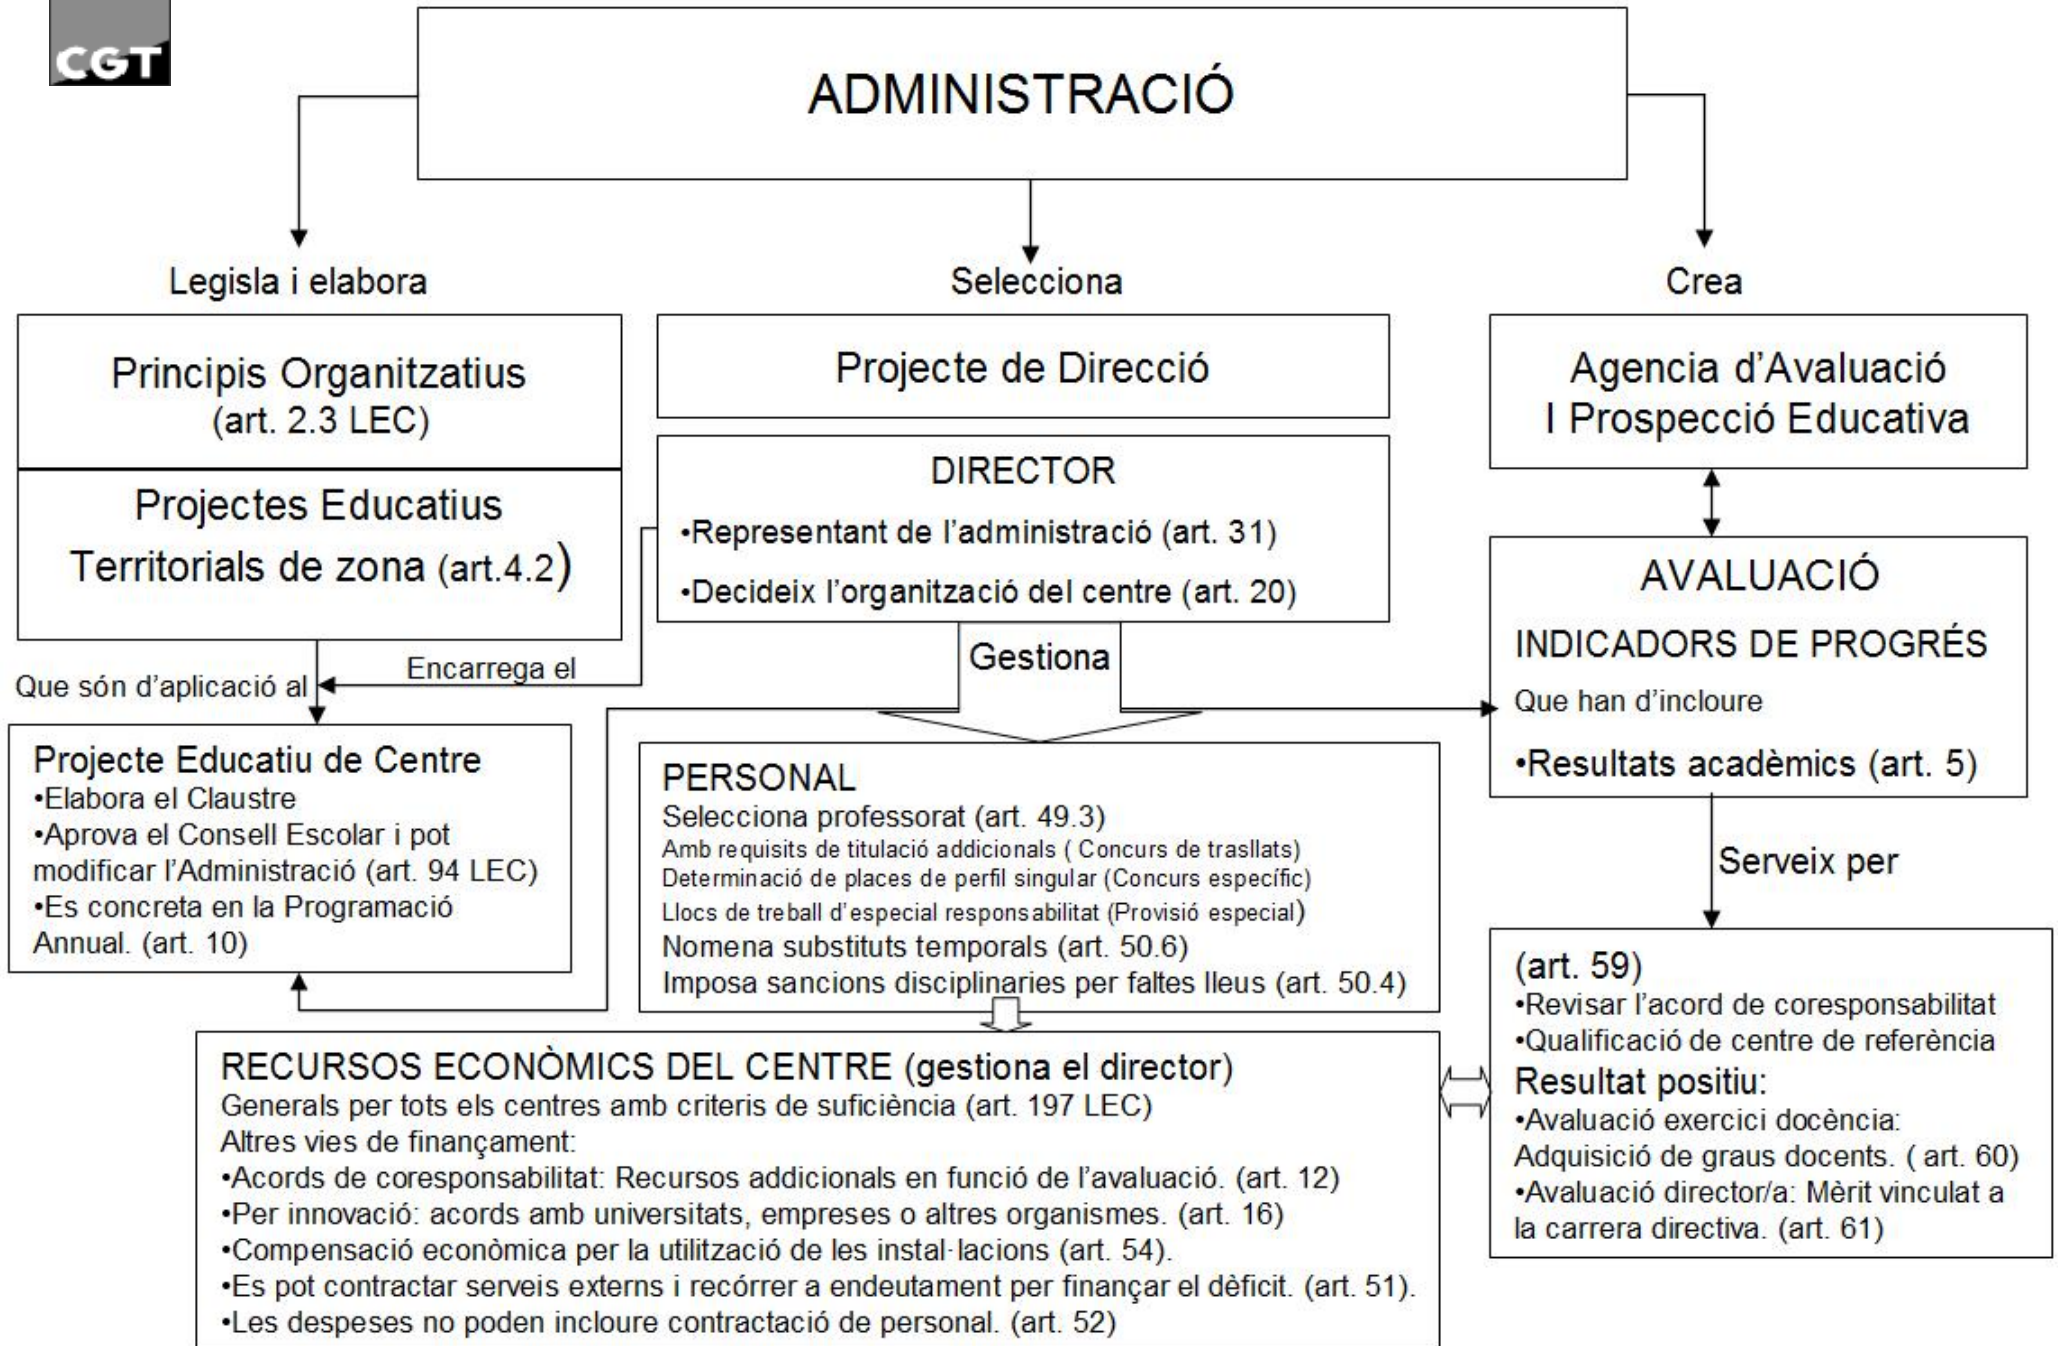 CGT
ADMINISTRACIÓ
Legisla i elabora
Selecciona
Crea
Principis Organitzatius
(art. 2.3 LEC)
Projectes Educatius
Territorials de zona (art.4.2)
Projecte de Direcció
DIRECTOR
•Representant de l’administració (art. 31)
•Decideix l’organització del centre (art. 20)
Agencia d’Avaluació
I Prospecció Educativa
AVALUACIÓ
INDICADORS DE PROGRÉS
Que han d’incloure
•Resultats acadèmics (art. 5)
Que són d’aplicació al
Encarrega el
Gestiona
Projecte Educatiu de Centre
•Elabora el Claustre
•Aprova el Consell Escolar i pot
modificar l’Administració (art. 94 LEC)
•Es concreta en la Programació
Annual. (art. 10)
PERSONAL
Selecciona professorat (art. 49.3)
Amb requisits de titulació addicionals ( Concurs de trasllats)
Determinació de places de perfil singular (Concurs específic)
Llocs de treball d’especial responsabilitat (Provisió especial)
Nomena substituts temporals (art. 50.6)
Imposa sancions disciplinaries per faltes lleus (art. 50.4)
Serveix per
(art. 59)
•Revisar l’acord de coresponsabilitat
•Qualificació de centre de referència
Resultat positiu:
•Avaluació exercici docència:
Adquisició de graus docents. ( art. 60)
•Avaluació director/a: Mèrit vinculat a
la carrera directiva. (art. 61)
RECURSOS ECONÒMICS DEL CENTRE (gestiona el director)
Generals per tots els centres amb criteris de suficiència (art. 197 LEC)
Altres vies de finançament:
•Acords de coresponsabilitat: Recursos addicionals en funció de l’avaluació. (art. 12)
•Per innovació: acords amb universitats, empreses o altres organismes. (art. 16)
•Compensació econòmica per la utilització de les instal·lacions (art. 54).
•Es pot contractar serveis externs i recórrer a endeutament per finançar el dèficit. (art. 51).
•Les despeses no poden incloure contractació de personal. (art. 52)